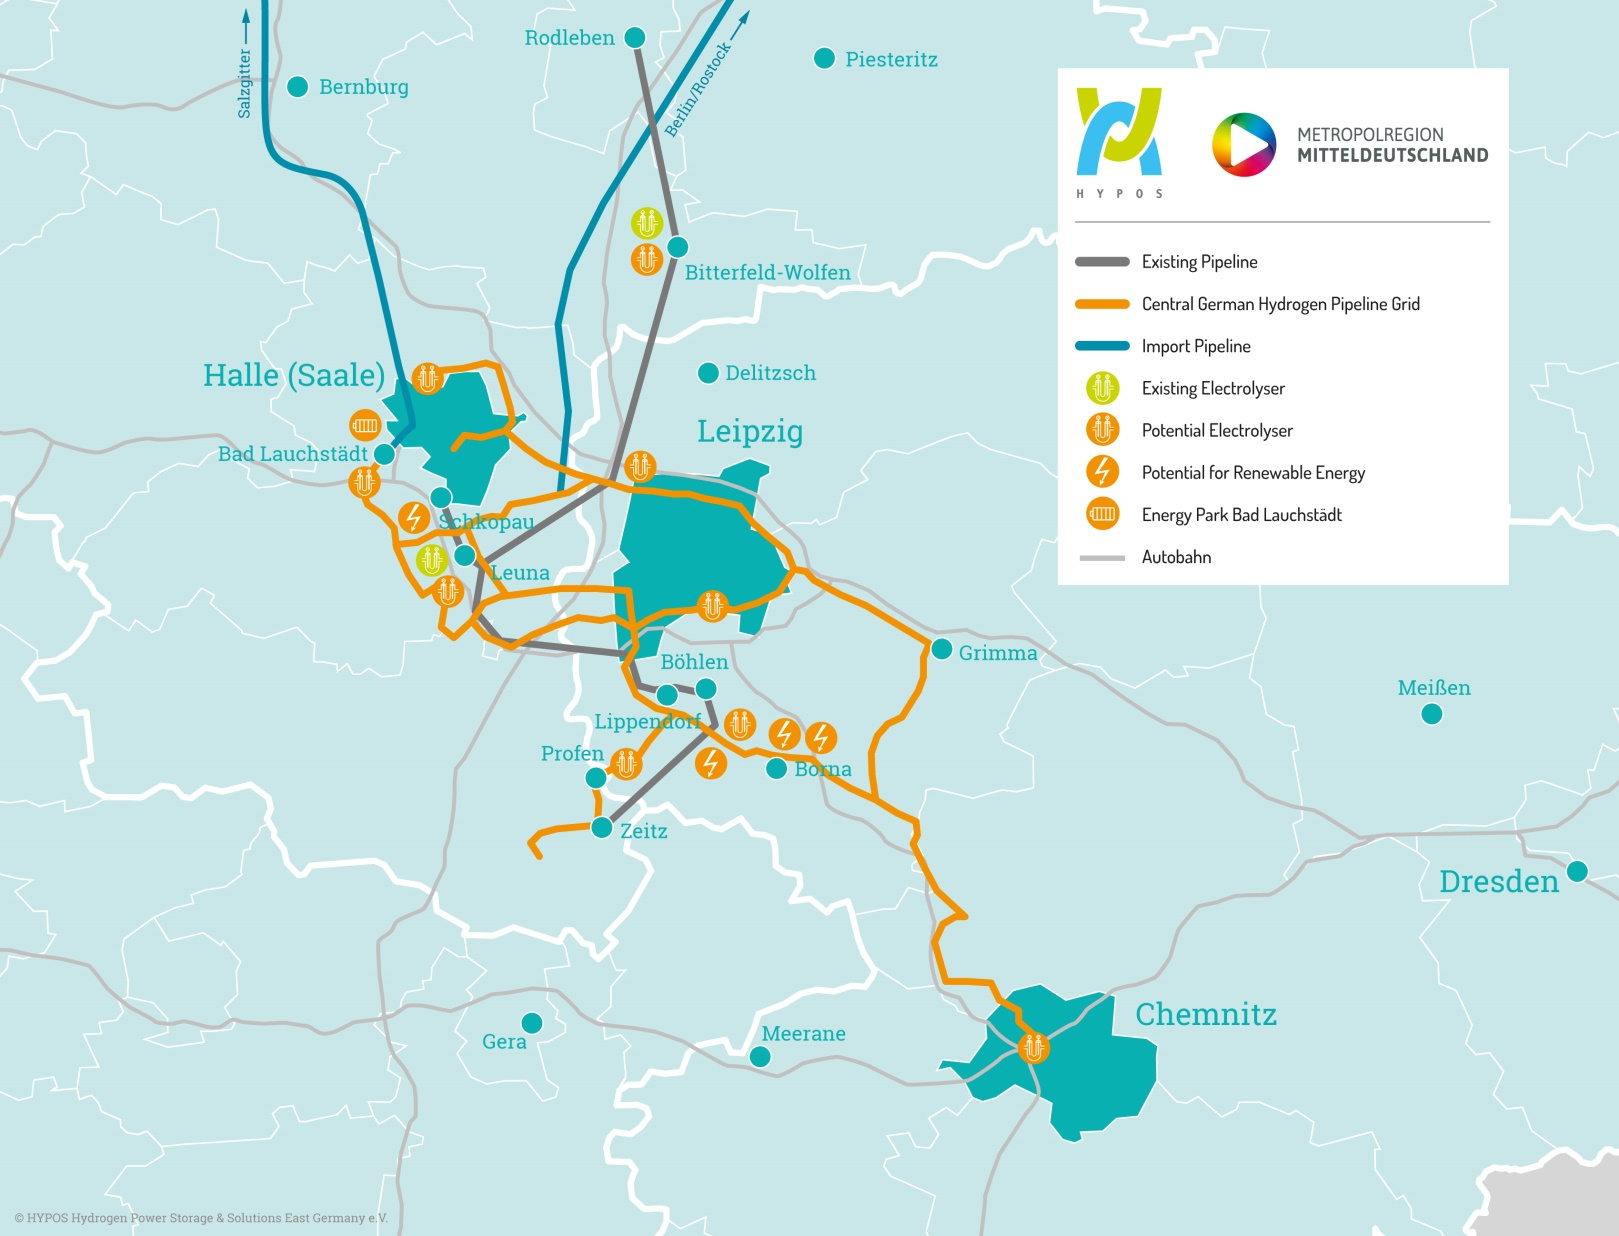 Salzgitter
Bernburg
Rodleben
Berlin/Rostock
Piesteritz
HYPOS
METROPOLREGION
MITTELDEUTSCHLAND
Existing Pipeline
Central German Hydrogen Pipeline Grid
Import Pipeline
Existing Electrolyser
Potential Electrolyser
Potential for Renewable Energy
Energy Park Bad Lauchstädt
Autobahn
Bitterfeld-Wolfen
Halle (Saale)
Delitzsch
Leipzig
Bad Lauchstädt
Schkopau
Leuna
Böhlen
Grimma
Meißen
Lippendorf
Profen
Borna
Zeitz
Dresden
Chemnitz
Gera
Meerane
© HYPOS Hydrogen Power Storage & Solutions East Germany e.V.